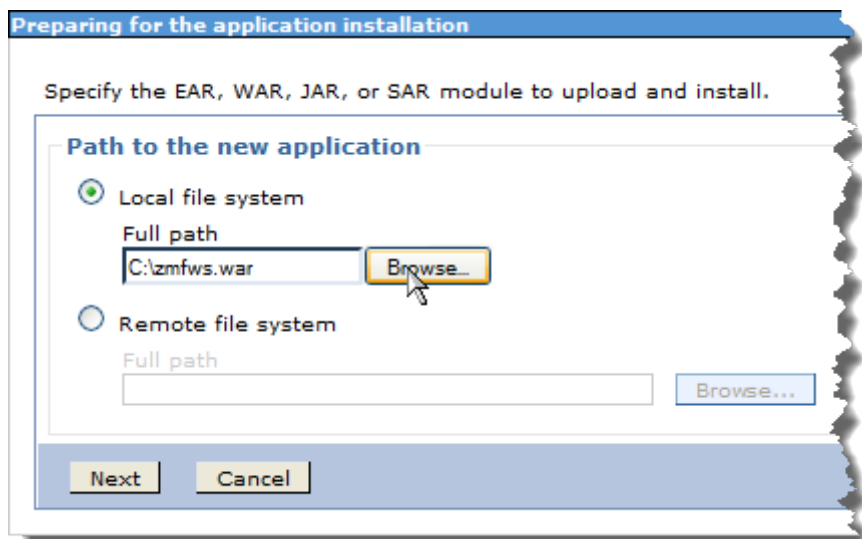 Preparing for the application installation
Specify the EAR, WAR, JAR, or SAR module to upload and install.
Path to the new application
Local file system
Full path
C:\zmfws.war Browse...
Remote file system
Full path
Browse...
Next Cancel